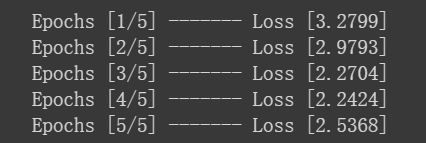 Epochs [1/5] ------- Loss [3.2799]
Epochs [2/5] ------- Loss [2.9793]
Epochs [3/5] ------- Loss [2.2704]
Epochs [4/5] ------- Loss [2.2424]
Epochs [5/5] ------- Loss [2.5368]